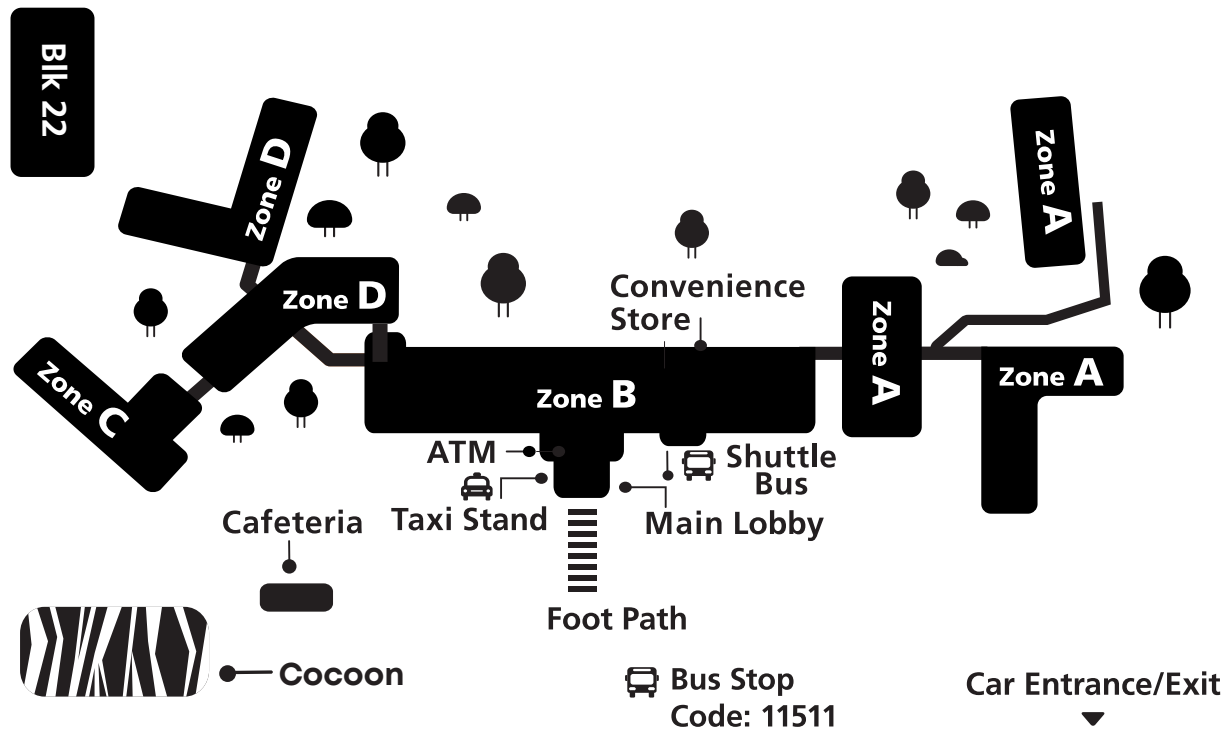 Blk 22
Zone D
Zone A
Zone D
Convenience
Store
Zone A
Zone A
Zone C
Zone B
ATM
Shuttle
Bus
Taxi Stand
Main Lobby
Cafeteria
Foot Path
Cocoon
Bus Stop
Code: 11511
Car Entrance/Exit